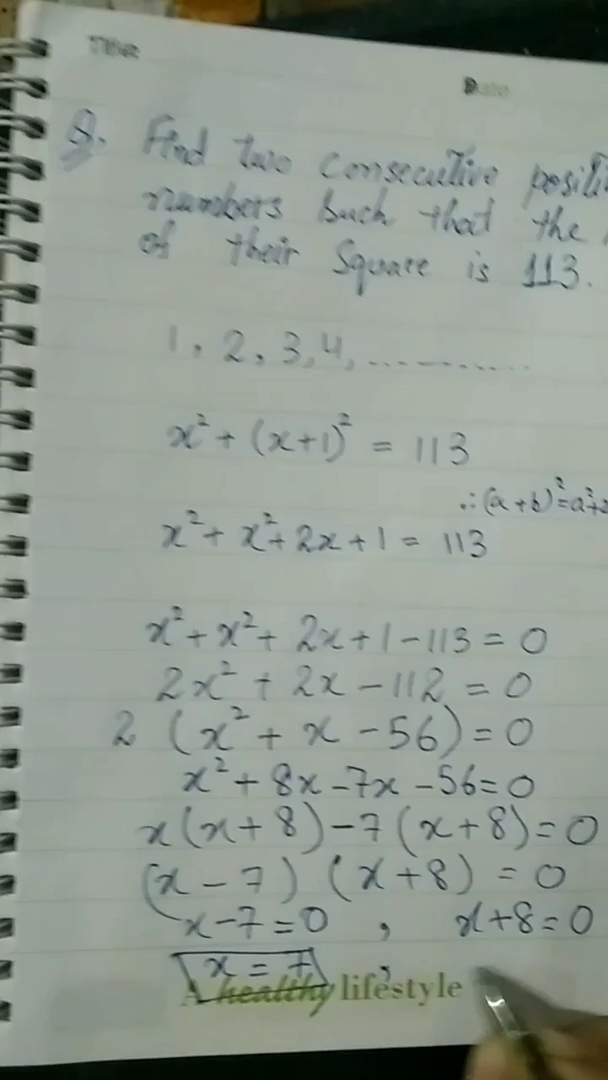 Title:
Date
Q. Find two consecutive
numbers such that the
of their Square is 113.
1, 2, 3, 4, ...........
x² + (x+1)² = 113
∴ (a+b)² = a²+
x² + x² + 2x + 1 = 113
x² + x² + 2x + 1 - 113 = 0
2x² + 2x - 112 = 0
2 (x² + x - 56) = 0
x² + 8x - 7x - 56 = 0
x(x + 8) - 7 (x + 8) = 0
(x - 7) (x + 8) = 0
x - 7 = 0 , x + 8 = 0
x = 7 ,
A healthy lifestyle